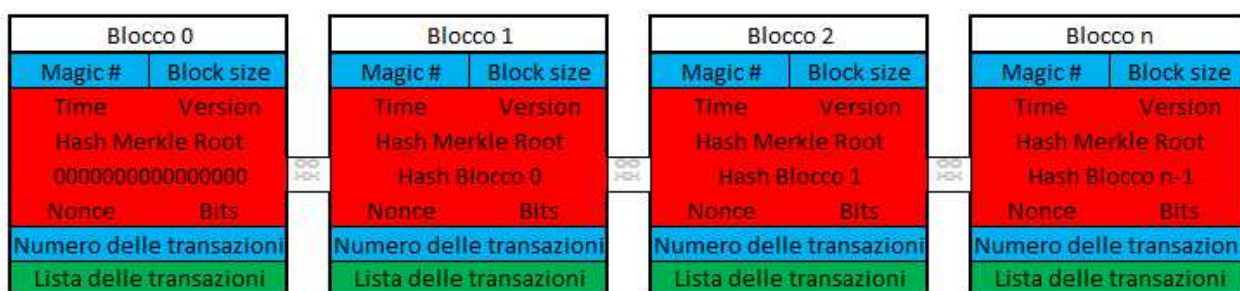 Blocco 0
Magic # Block size
Time Version
Hash Merkle Root
0000000000000000
Nonce Bits
Numero delle transazioni
Lista delle transazioni
Blocco 1
Magic # Block size
Time Version
Hash Merkle Root
Hash Blocco 0
Nonce Bits
Numero delle transazioni
Lista delle transazioni
Blocco 2
Magic # Block size
Time Version
Hash Merkle Root
Hash Blocco 1
Nonce Bits
Numero delle transazioni
Lista delle transazioni
Blocco n
Magic # Block size
Time Version
Hash Merkle Root
Hash Blocco n-1
Nonce Bits
Numero delle transazion
Lista delle transazioni